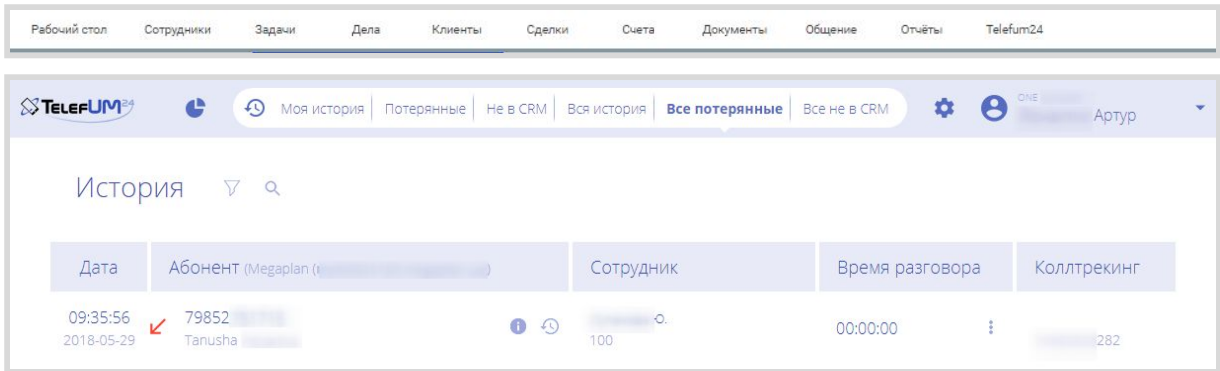 Рабочий стол Сотрудники Задачи Дела Клиенты Сделки Счета Документы Общение Отчёты Telefum24
TELEFUM24 Моя история Потерянные Не в CRM Вся история Все потерянные Все не в CRM ONE
Артур
История
Дата Абонент (Megaplan ( ) Сотрудник Время разговора Коллтрекинг
09:35:56 79852 О. 00:00:00
2018-05-29 Tanusha 100 282